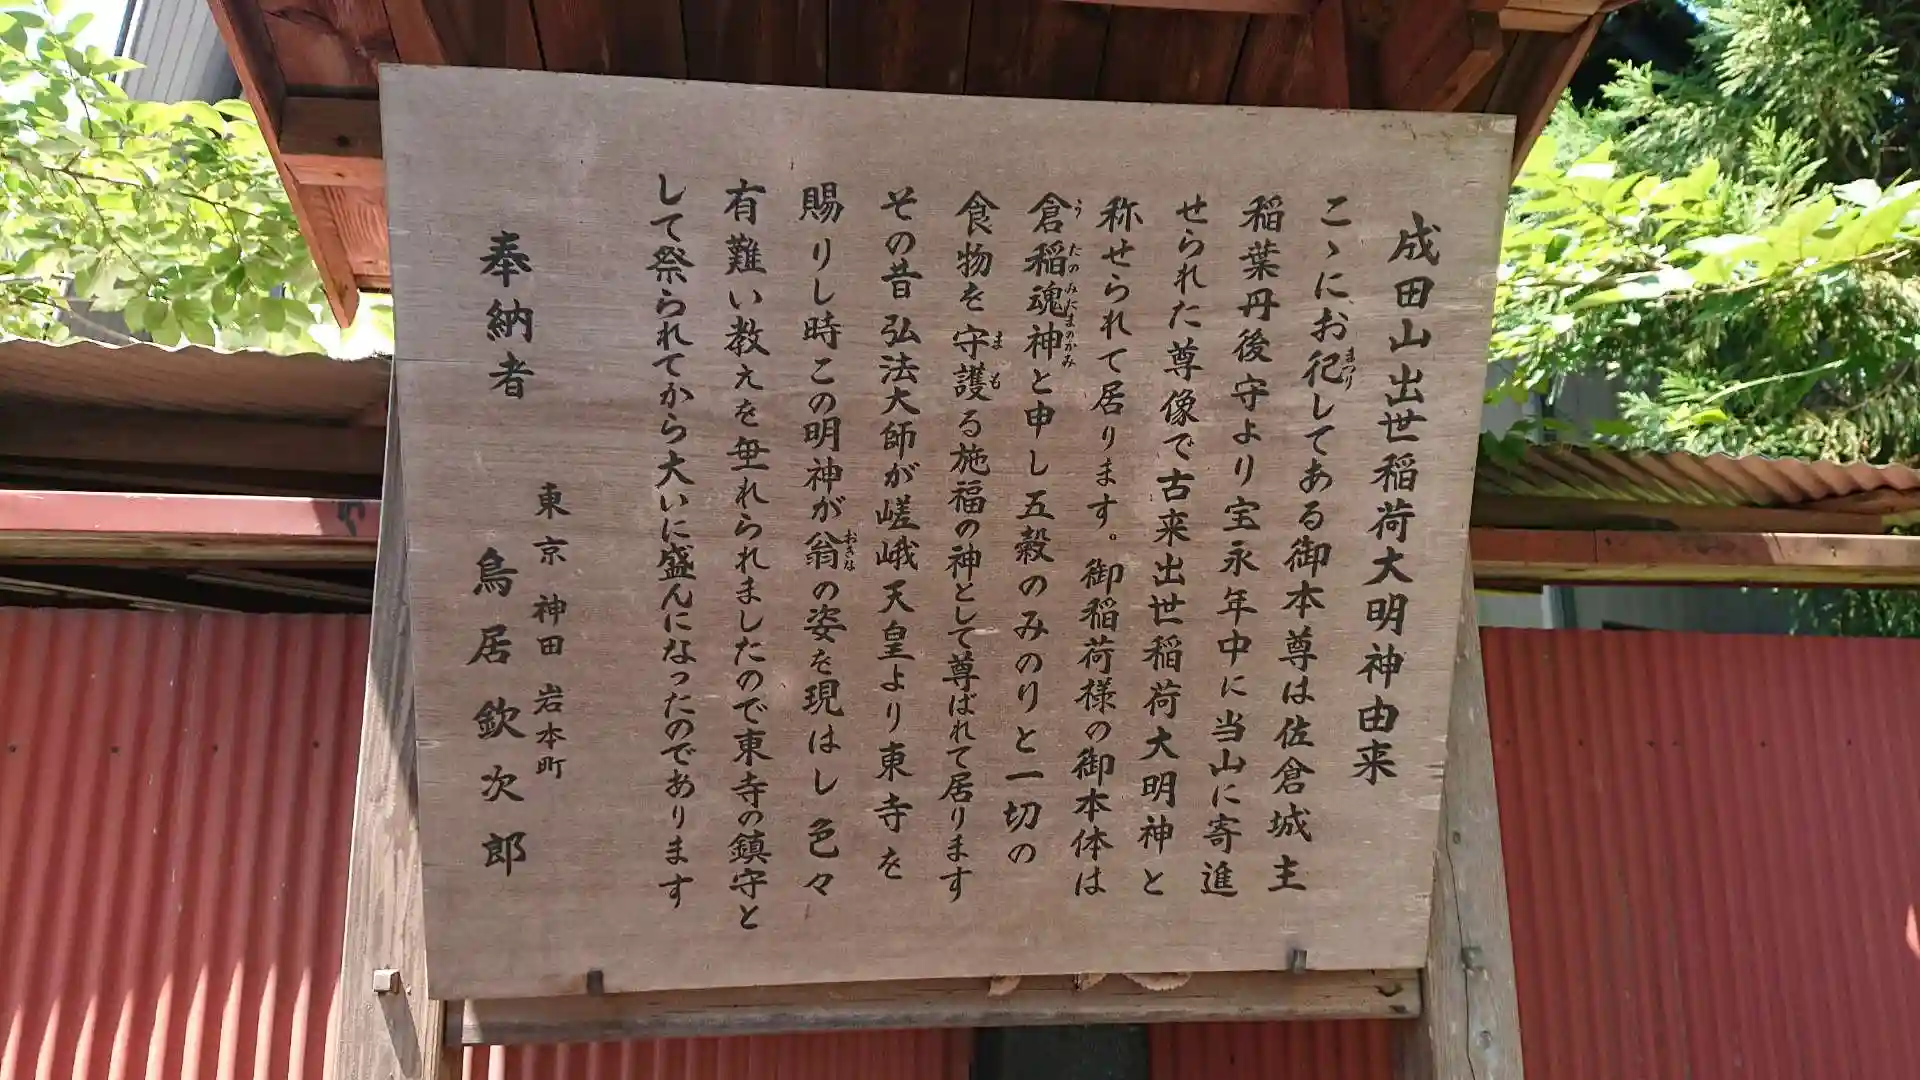 成田山出世稲荷大明神由来
こゝに、お祀してある御本尊は佐倉城主
稲葉丹後守より宝永年中に当山に寄進
せられた尊像で古来出世稲荷大明神と
称せられて居ります。御稲荷様の御本体は
倉稲魂神と申し五穀のみのりと一切の
食物を守護る施福の神として尊ばれて居ります
その昔弘法大師が嵯峨天皇より東寺を
賜りし時この明神が翁の姿を現はし色々
有難い教えを垂れられましたので東寺の鎮守と
して祭られてから大いに盛んになったのであります
東京神田岩本町
奉納者 鳥居欽次郎